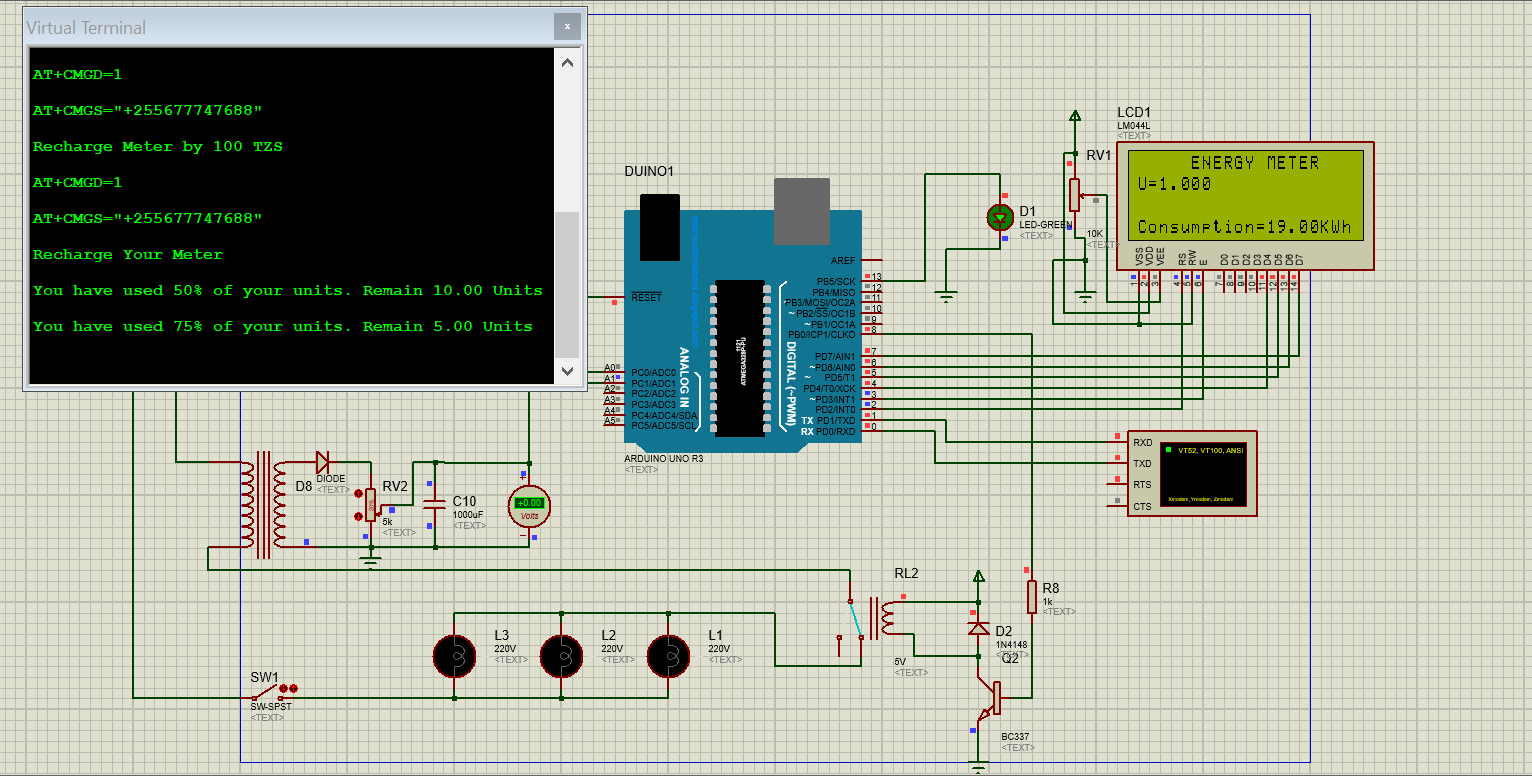 Virtual Terminal
AT+CMGD=1
AT+CMGS="+255677747688"
Recharge Meter by 100 TZS
AT+CMGD=1
AT+CMGS="+255677747688"
Recharge Your Meter
You have used 50% of your units. Remain 10.00 Units
You have used 75% of your units. Remain 5.00 Units
DUINO1
RESET
AREF
13
PB5/SCK
12
PB4/MISO
11
PB3/MOSI/OC2A
10
~PB2/SS/OC1B
9
~PB1/OC1A
8
PB0/ICP1/CLKO
7
PD7/AIN1
6
~PD6/AIN0
5
~PD5/T1
4
PD4/T0/XCK
3
~PD3/INT1
2
PD2/INT0
1
TX PD1/TXD
0
RX PD0/RXD
A0 PC0/ADC0
A1 PC1/ADC1
A2 PC2/ADC2
A3 PC3/ADC3
A4 PC4/ADC4/SDA
A5 PC5/ADC5/SCL
ANALOG IN
ATMEGA328P-PU
DIGITAL (~PWM)
ARDUINO UNO R3
<TEXT>
D1
LED-GREEN
<TEXT>
RV1
10K
<TEXT>
LCD1
LM044L
<TEXT>
ENERGY METER
U=1.000
Consumption=19.00KWh
VSS VDD VEE RS RW E D0 D1 D2 D3 D4 D5 D6 D7
1 2 3 4 5 6 7 8 9 10 11 12 13 14
RXD
TXD
RTS
CTS
VT52, VT100, ANSI
Xmodem, Ymodem, Zmodem
D8
DIODE
<TEXT>
RV2
5k
<TEXT>
C10
1000uF
<TEXT>
+
+0.00
Volts
RL2
5V
<TEXT>
R8
1k
<TEXT>
D2
1N4148
<TEXT>
Q2
BC337
<TEXT>
L3
220V
<TEXT>
L2
220V
<TEXT>
L1
220V
<TEXT>
SW1
SW-SPST
<TEXT>